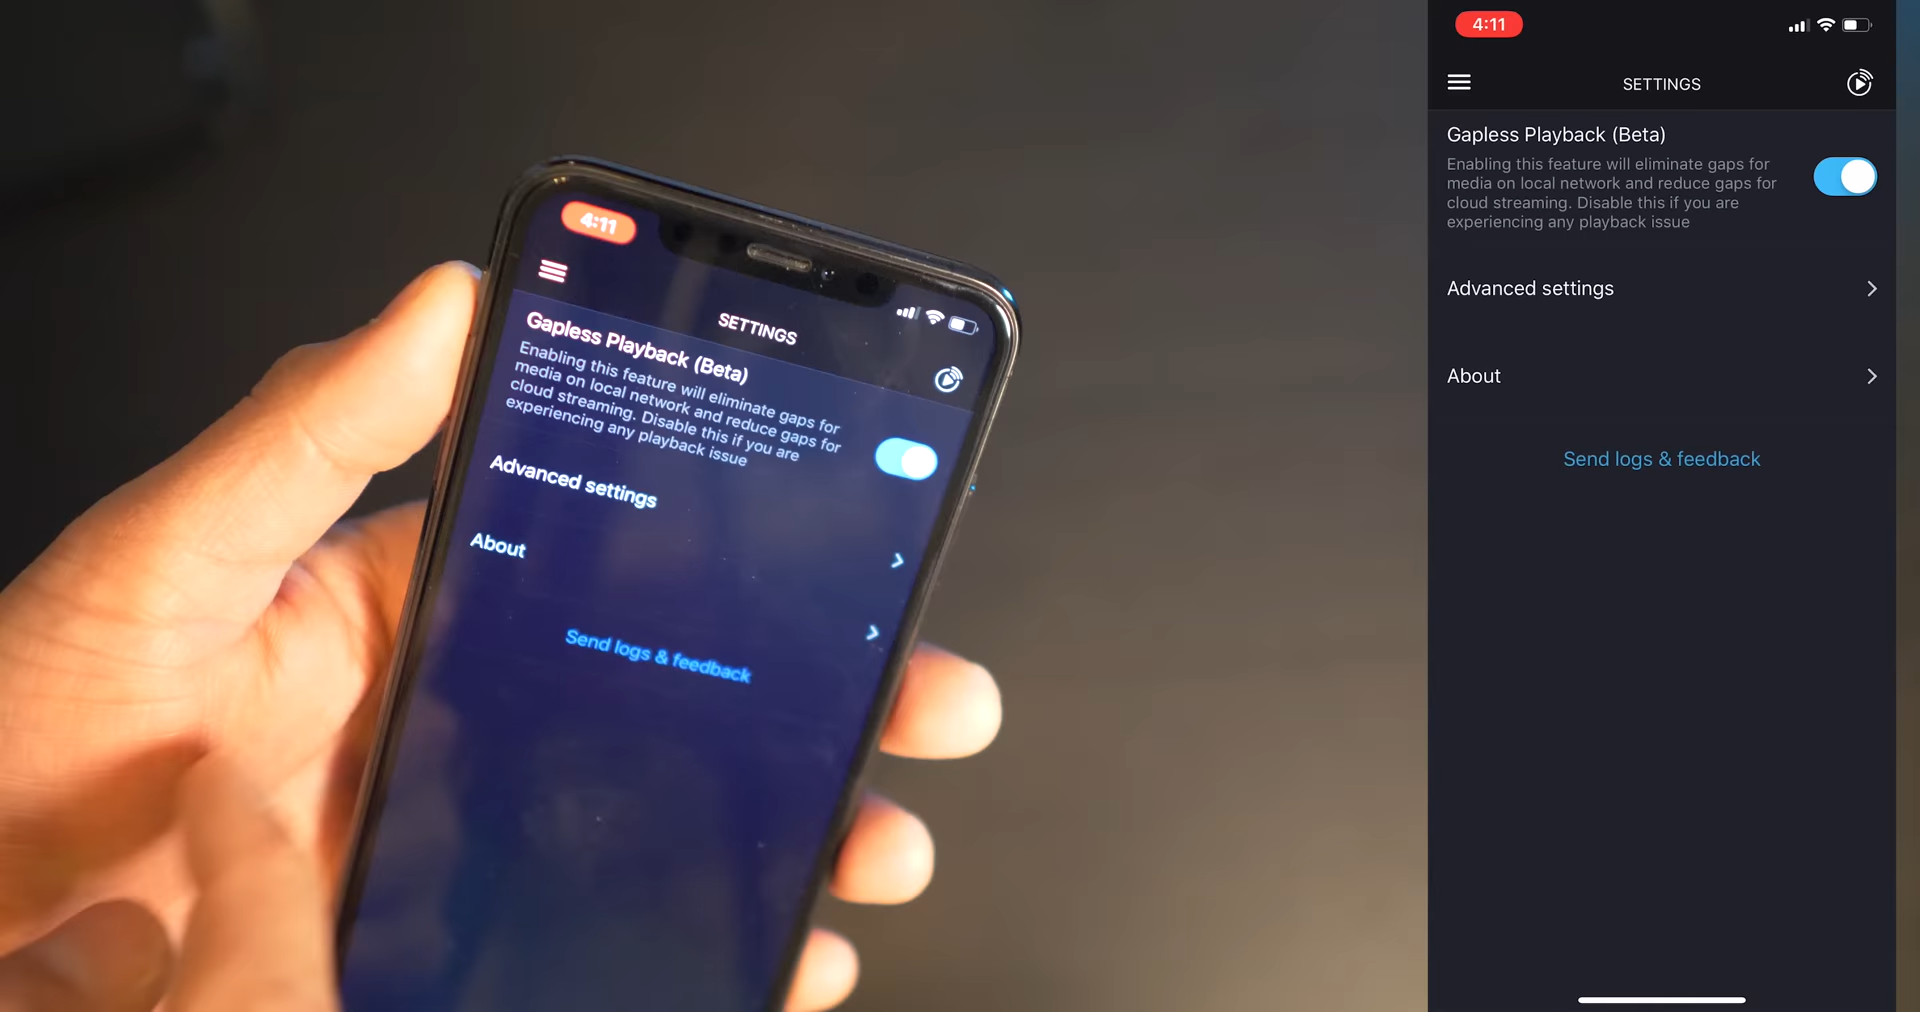 4:11
SETTINGS
Gapless Playback (Beta)
Enabling this feature will eliminate gaps for
media on local network and reduce gaps for
cloud streaming. Disable this if you are
experiencing any playback issue
Advanced settings
About
Send logs & feedback
4:11
SETTINGS
Gapless Playback (Beta)
Enabling this feature will eliminate gaps for
media on local network and reduce gaps for
cloud streaming. Disable this if you are
experiencing any playback issue
Advanced settings
About
Send logs & feedback